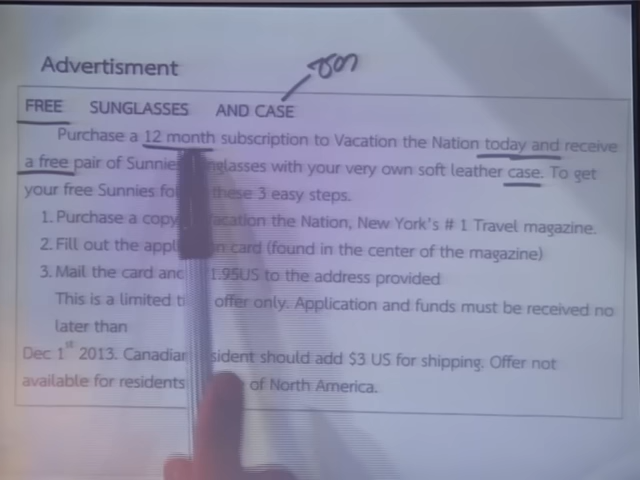 Advertisment
FREE SUNGLASSES AND CASE
Purchase a 12 month subscription to Vacation the Nation today and receive
a free pair of Sunnie glasses with your very own soft leather case. To get
your free Sunnies these 3 easy steps.
1. Purchase a copy the Nation, New York's # 1 Travel magazine.
2. Fill out the card (found in the center of the magazine)
3. Mail the card and 1.95US to the address provided
This is a limited offer only. Application and funds must be received no
later than
Dec 1st 2013. Canadian should add $3 US for shipping. Offer not
available for residents of North America.